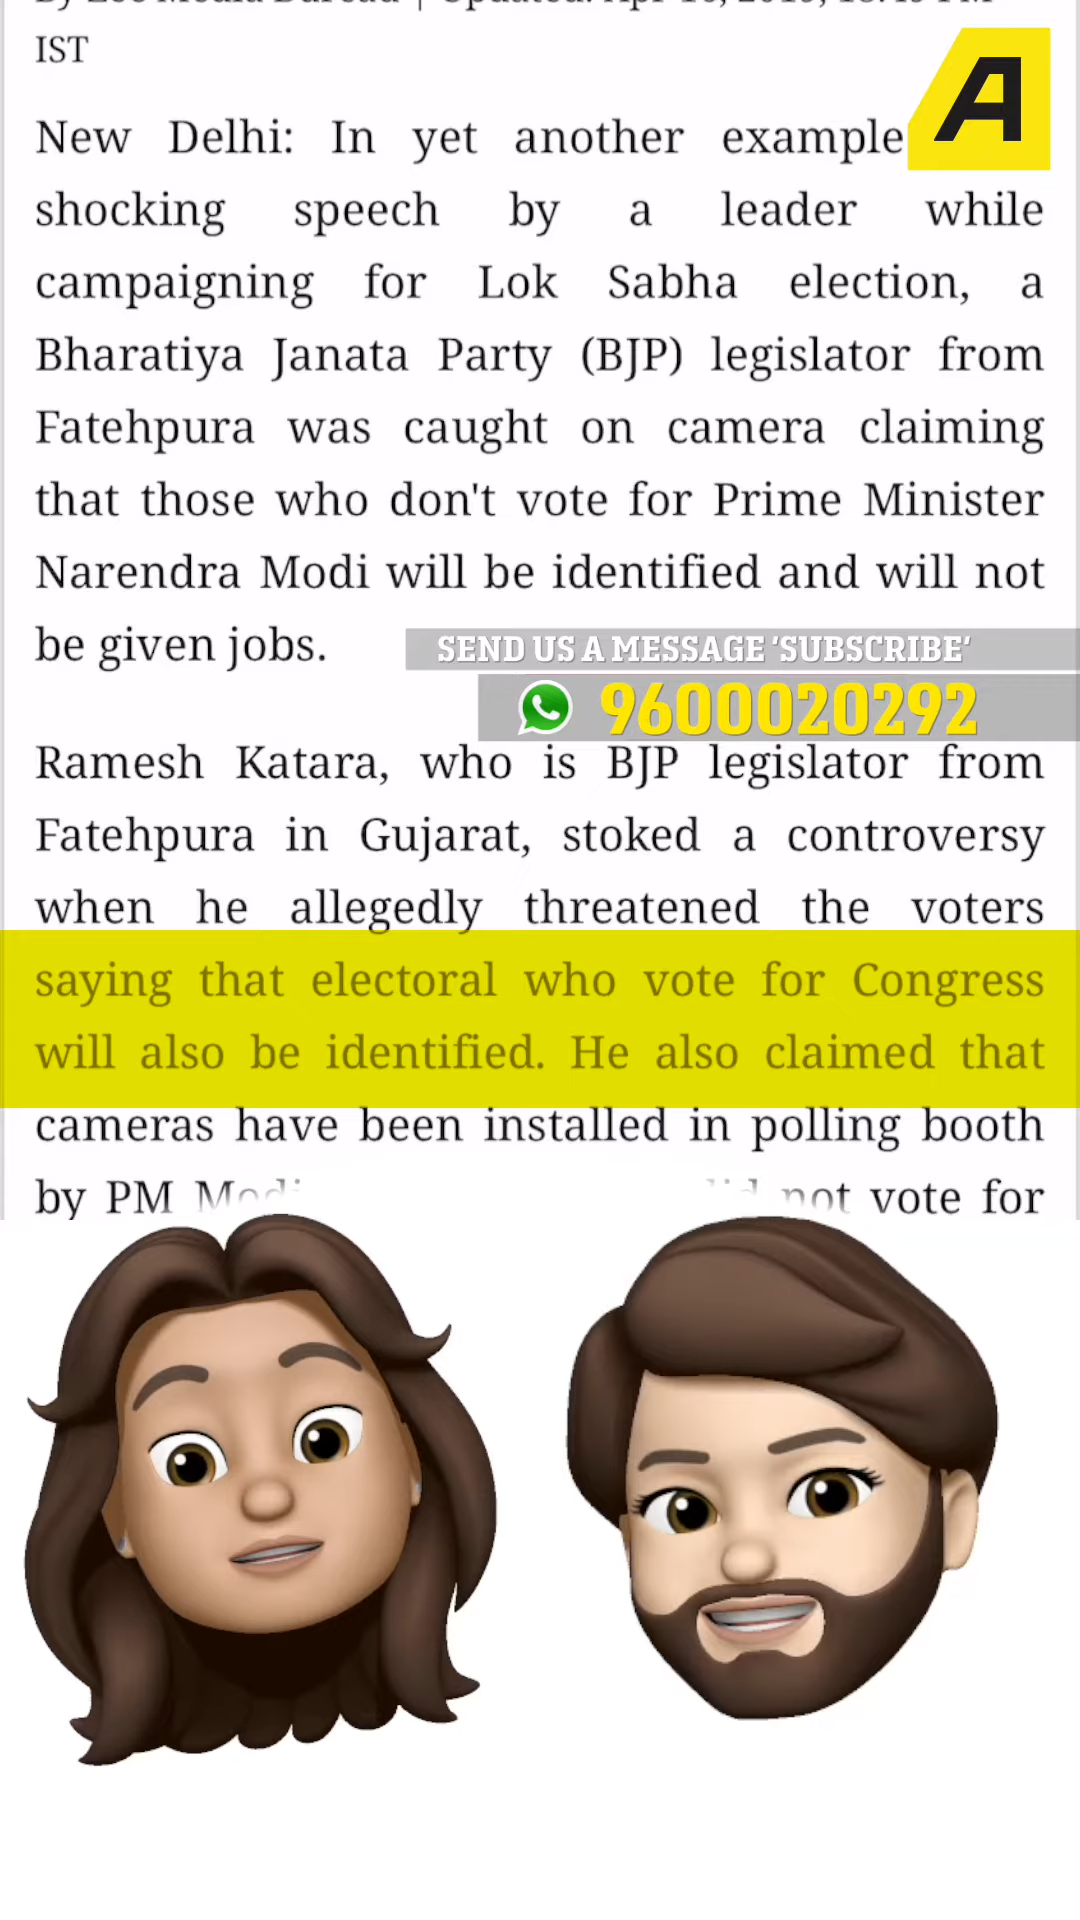 IST
New Delhi: In yet another example
shocking speech by a leader while
campaigning for Lok Sabha election, a
Bharatiya Janata Party (BJP) legislator from
Fatehpura was caught on camera claiming
that those who don't vote for Prime Minister
Narendra Modi will be identified and will not
be given jobs.
SEND US A MESSAGE 'SUBSCRIBE'
9600020292
Ramesh Katara, who is BJP legislator from
Fatehpura in Gujarat, stoked a controversy
when he allegedly threatened the voters
saying that electoral who vote for Congress
will also be identified. He also claimed that
cameras have been installed in polling booth
by PM Modi not vote for
A